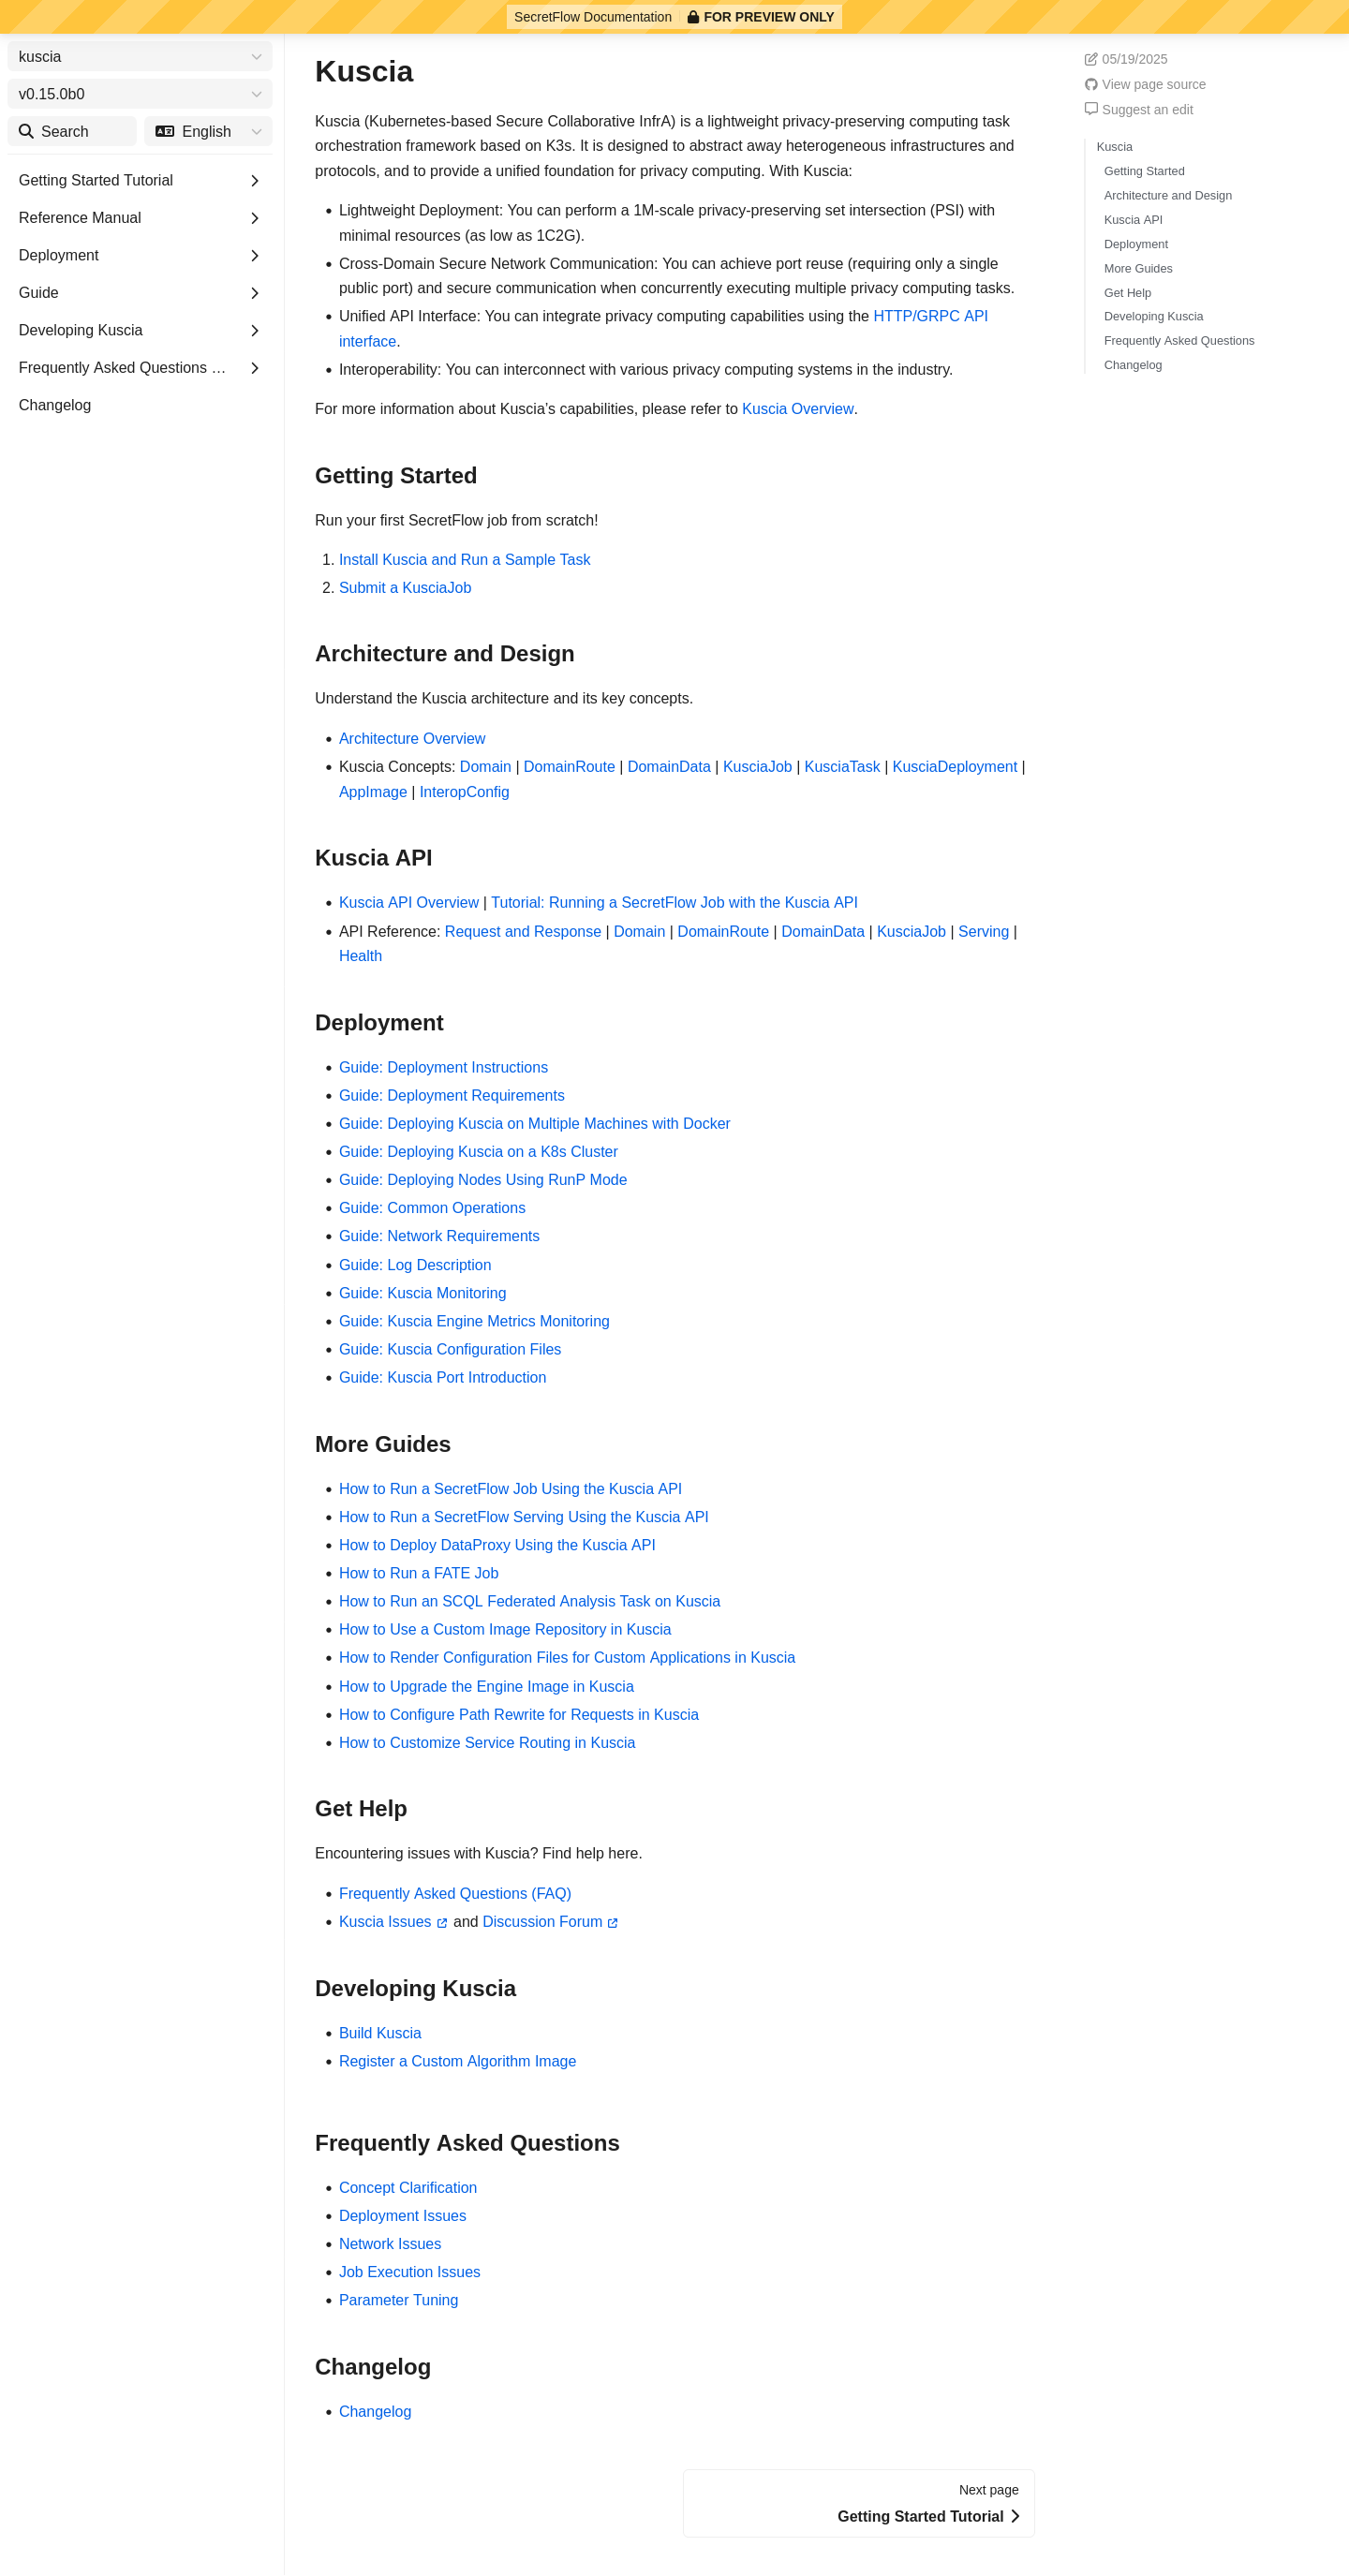 SecretFlow Documentation FOR PREVIEW ONLY
kuscia
v0.15.0b0
Search English
Getting Started Tutorial
Reference Manual
Deployment
Guide
Developing Kuscia
Frequently Asked Questions …
Changelog
Kuscia
Kuscia (Kubernetes-based Secure Collaborative InfrA) is a lightweight privacy-preserving computing task
orchestration framework based on K3s. It is designed to abstract away heterogeneous infrastructures and
protocols, and to provide a unified foundation for privacy computing. With Kuscia:
• Lightweight Deployment: You can perform a 1M-scale privacy-preserving set intersection (PSI) with
minimal resources (as low as 1C2G).
• Cross-Domain Secure Network Communication: You can achieve port reuse (requiring only a single
public port) and secure communication when concurrently executing multiple privacy computing tasks.
• Unified API Interface: You can integrate privacy computing capabilities using the HTTP/GRPC API
interface.
• Interoperability: You can interconnect with various privacy computing systems in the industry.
For more information about Kuscia's capabilities, please refer to Kuscia Overview.
Getting Started
Run your first SecretFlow job from scratch!
1. Install Kuscia and Run a Sample Task
2. Submit a KusciaJob
Architecture and Design
Understand the Kuscia architecture and its key concepts.
• Architecture Overview
• Kuscia Concepts: Domain | DomainRoute | DomainData | KusciaJob | KusciaTask | KusciaDeployment |
AppImage | InteropConfig
Kuscia API
• Kuscia API Overview | Tutorial: Running a SecretFlow Job with the Kuscia API
• API Reference: Request and Response | Domain | DomainRoute | DomainData | KusciaJob | Serving |
Health
Deployment
• Guide: Deployment Instructions
• Guide: Deployment Requirements
• Guide: Deploying Kuscia on Multiple Machines with Docker
• Guide: Deploying Kuscia on a K8s Cluster
• Guide: Deploying Nodes Using RunP Mode
• Guide: Common Operations
• Guide: Network Requirements
• Guide: Log Description
• Guide: Kuscia Monitoring
• Guide: Kuscia Engine Metrics Monitoring
• Guide: Kuscia Configuration Files
• Guide: Kuscia Port Introduction
More Guides
• How to Run a SecretFlow Job Using the Kuscia API
• How to Run a SecretFlow Serving Using the Kuscia API
• How to Deploy DataProxy Using the Kuscia API
• How to Run a FATE Job
• How to Run an SCQL Federated Analysis Task on Kuscia
• How to Use a Custom Image Repository in Kuscia
• How to Render Configuration Files for Custom Applications in Kuscia
• How to Upgrade the Engine Image in Kuscia
• How to Configure Path Rewrite for Requests in Kuscia
• How to Customize Service Routing in Kuscia
Get Help
Encountering issues with Kuscia? Find help here.
• Frequently Asked Questions (FAQ)
• Kuscia Issues and Discussion Forum
Developing Kuscia
• Build Kuscia
• Register a Custom Algorithm Image
Frequently Asked Questions
• Concept Clarification
• Deployment Issues
• Network Issues
• Job Execution Issues
• Parameter Tuning
Changelog
• Changelog
Next page
Getting Started Tutorial
05/19/2025
View page source
Suggest an edit
Kuscia
Getting Started
Architecture and Design
Kuscia API
Deployment
More Guides
Get Help
Developing Kuscia
Frequently Asked Questions
Changelog